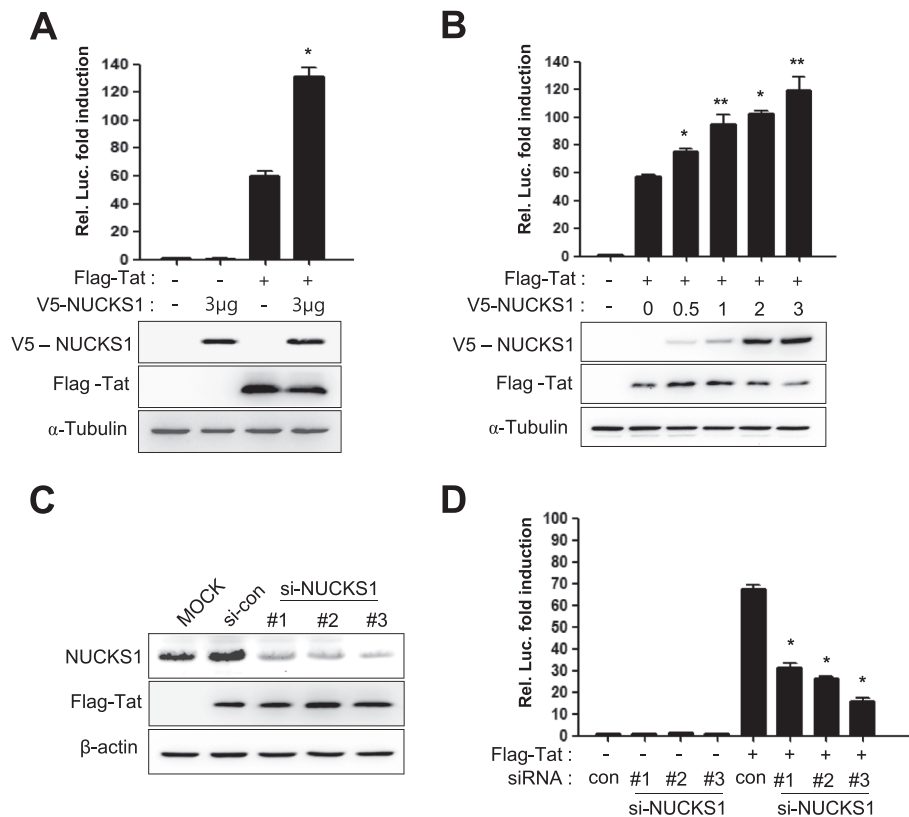 A
Rel. Luc. fold induction
140
120
100
80
60
40
20
0
*
Flag-Tat : - - + +
V5-NUCKS1 : - 3µg - 3µg
V5 – NUCKS1
Flag -Tat
α-Tubulin
B
Rel. Luc. fold induction
140
120
100
80
60
40
20
0
* ** * **
Flag-Tat : - + + + + +
V5-NUCKS1 : - 0 0.5 1 2 3
V5 – NUCKS1
Flag -Tat
α-Tubulin
C
MOCK si-con si-NUCKS1
#1 #2 #3
NUCKS1
Flag-Tat
β-actin
D
Rel. Luc. fold induction
100
90
80
70
60
50
40
30
20
10
0
* * *
Flag-Tat : - - - - + + + +
siRNA : con #1 #2 #3 con #1 #2 #3
si-NUCKS1 si-NUCKS1